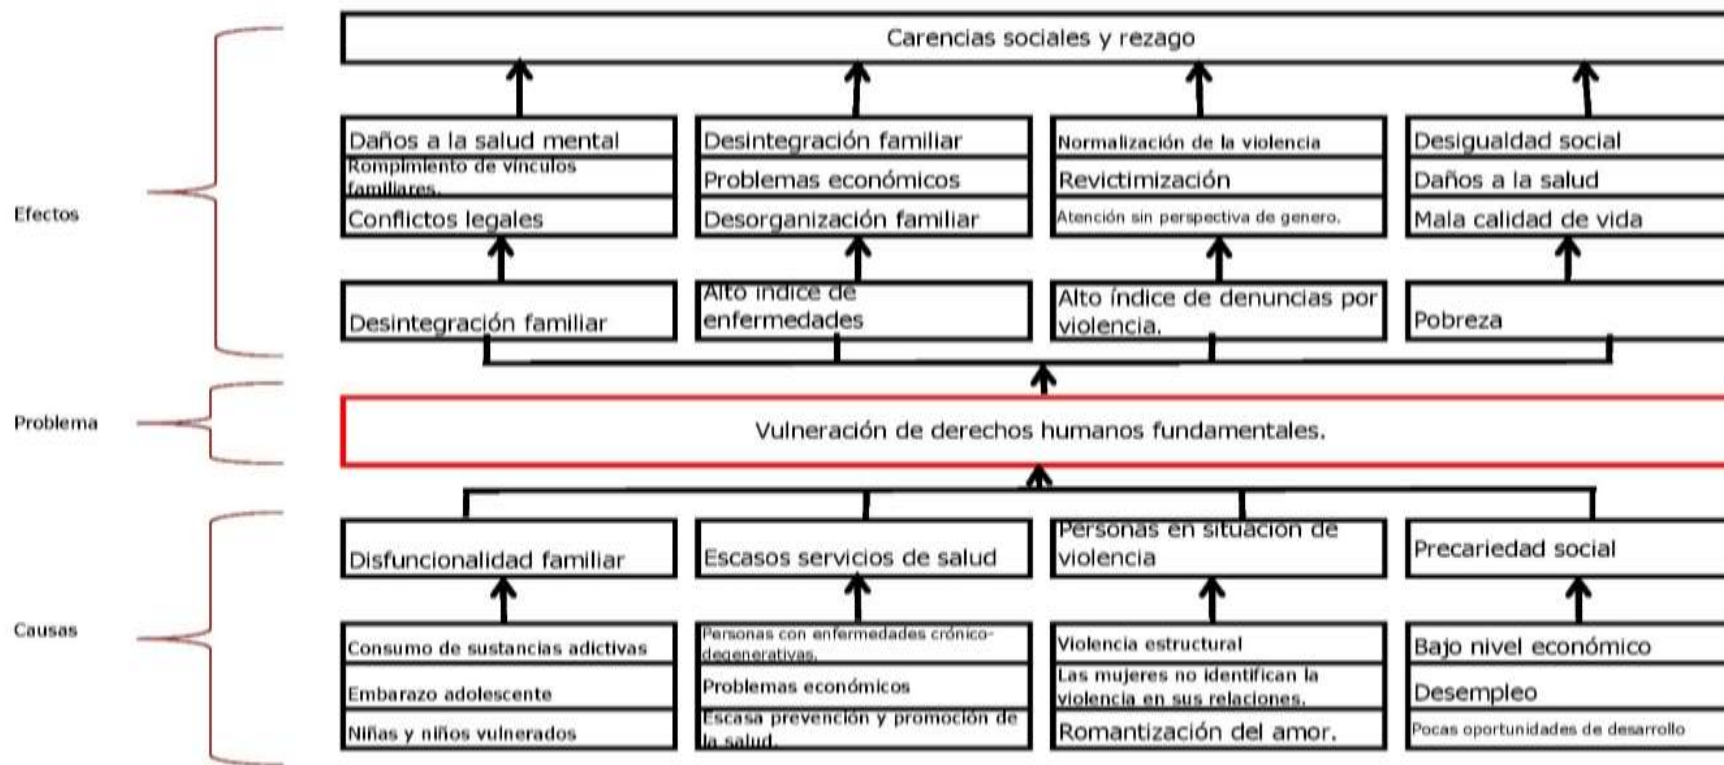 Carencias sociales y rezago
Daños a la salud mental
Rompimiento de vínculos
familiares.
Conflictos legales
Desintegración familiar
Problemas económicos
Desorganización familiar
Normalización de la violencia
Revictimización
Atención sin perspectiva de genero.
Desigualdad social
Daños a la salud
Mala calidad de vida
Efectos
Desintegración familiar
Alto índice de
enfermedades
Alto índice de denuncias por
violencia.
Pobreza
Problema
Vulneración de derechos humanos fundamentales.
Disfuncionalidad familiar
Escasos servicios de salud
Personas en situación de
violencia
Precariedad social
Causas
Consumo de sustancias adictivas
Embarazo adolescente
Niñas y niños vulnerados
Personas con enfermedades crónico-
degenerativas.
Problemas económicos
Escasa prevención y promoción de
la salud.
Violencia estructural
Las mujeres no identifican la
violencia en sus relaciones.
Romantización del amor.
Bajo nivel económico
Desempleo
Pocas oportunidades de desarrollo